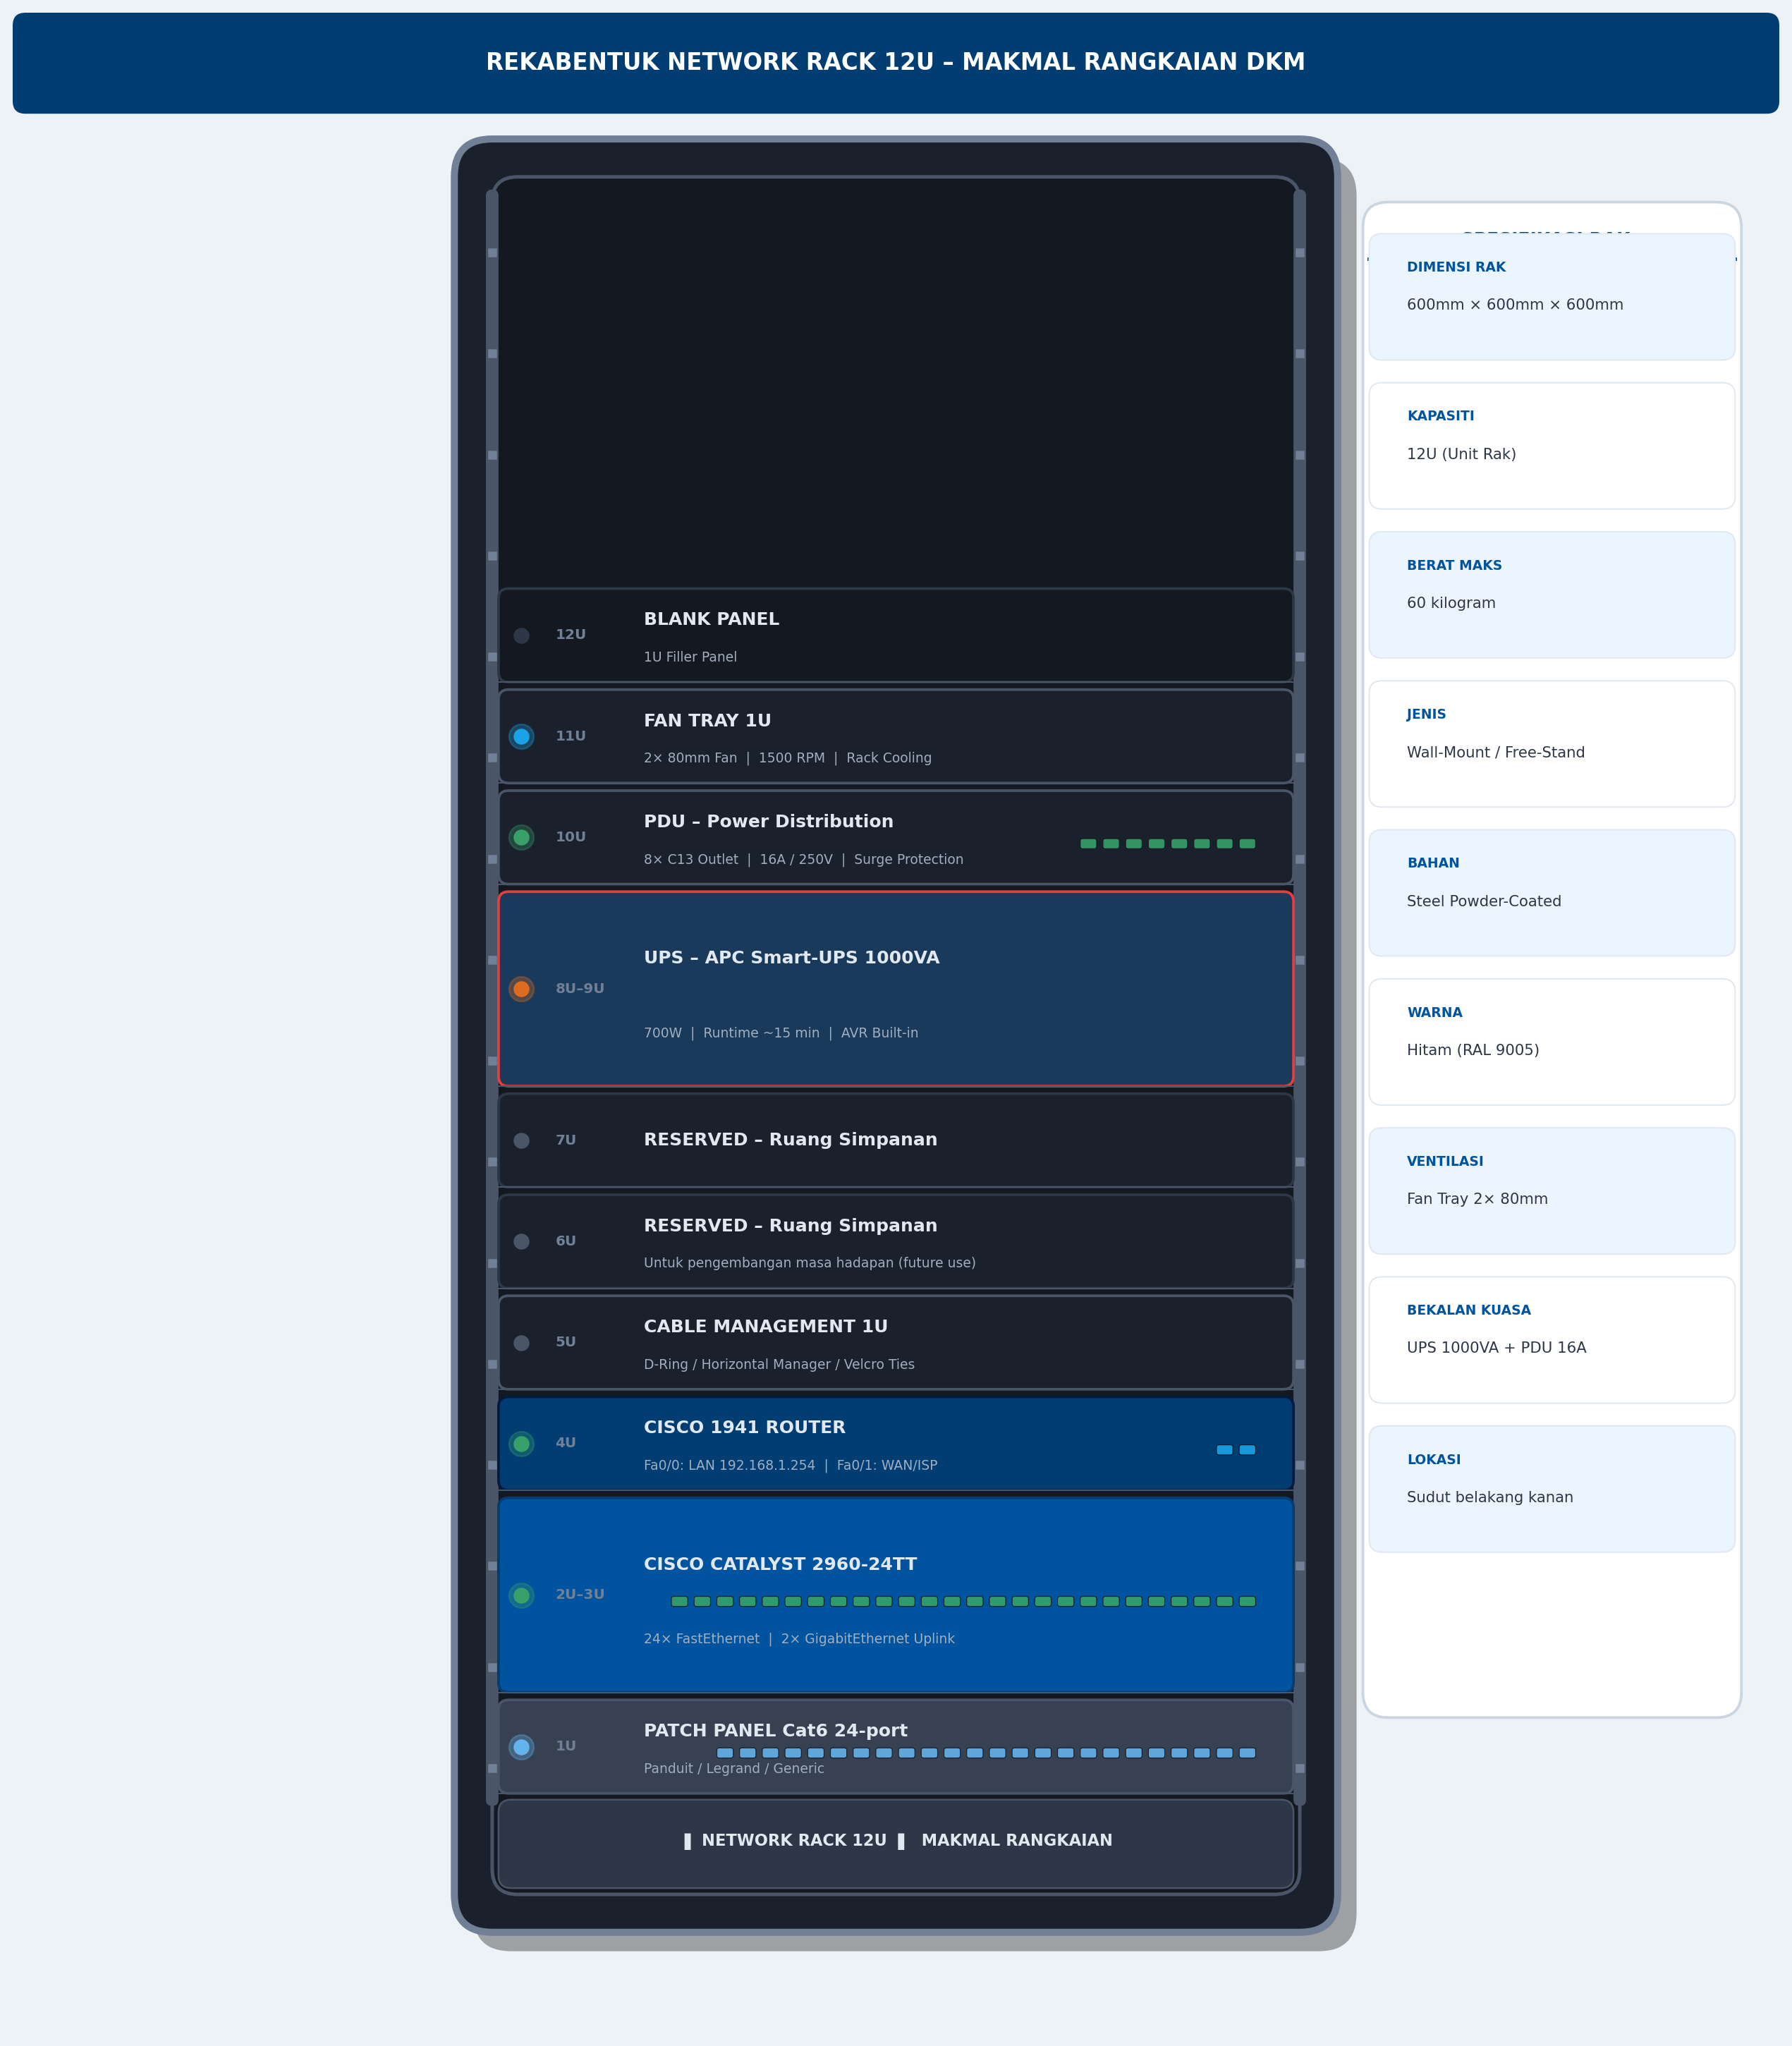 REKABENTUK NETWORK RACK 12U – MAKMAL RANGKAIAN DKM
12U
BLANK PANEL
1U Filler Panel
11U
FAN TRAY 1U
2× 80mm Fan | 1500 RPM | Rack Cooling
10U
PDU – Power Distribution
8× C13 Outlet | 16A / 250V | Surge Protection
8U–9U
UPS – APC Smart-UPS 1000VA
700W | Runtime ~15 min | AVR Built-in
7U
RESERVED – Ruang Simpanan
6U
RESERVED – Ruang Simpanan
Untuk pengembangan masa hadapan (future use)
5U
CABLE MANAGEMENT 1U
D-Ring / Horizontal Manager / Velcro Ties
4U
CISCO 1941 ROUTER
Fa0/0: LAN 192.168.1.254 | Fa0/1: WAN/ISP
2U–3U
CISCO CATALYST 2960-24TT
24× FastEthernet | 2× GigabitEthernet Uplink
1U
PATCH PANEL Cat6 24-port
Panduit / Legrand / Generic
▌ NETWORK RACK 12U ▌ MAKMAL RANGKAIAN
DIMENSI RAK
600mm × 600mm × 600mm
KAPASITI
12U (Unit Rak)
BERAT MAKS
60 kilogram
JENIS
Wall-Mount / Free-Stand
BAHAN
Steel Powder-Coated
WARNA
Hitam (RAL 9005)
VENTILASI
Fan Tray 2× 80mm
BEKALAN KUASA
UPS 1000VA + PDU 16A
LOKASI
Sudut belakang kanan